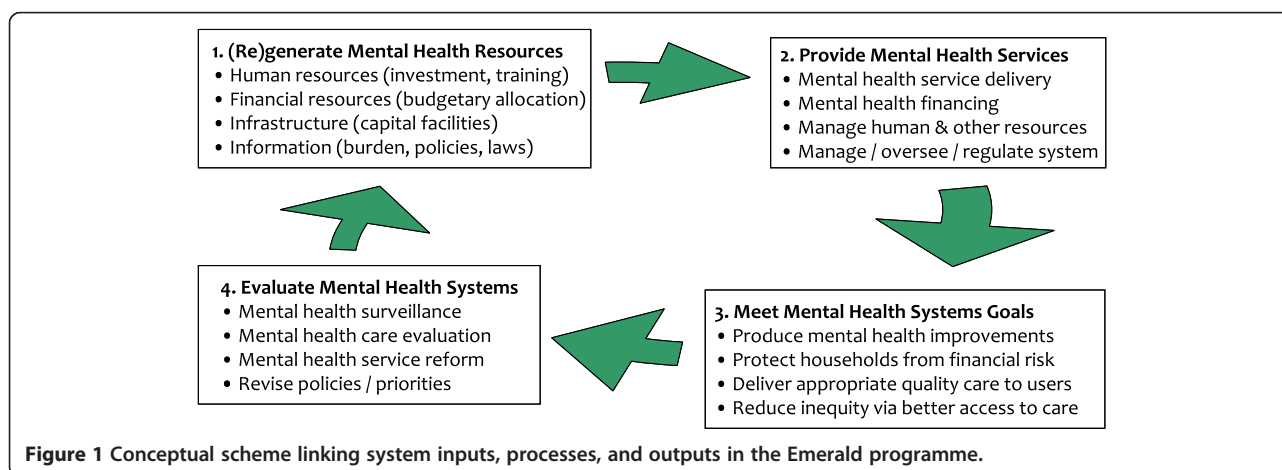 1. (Re)generate Mental Health Resources
• Human resources (investment, training)
• Financial resources (budgetary allocation)
• Infrastructure (capital facilities)
• Information (burden, policies, laws)
2. Provide Mental Health Services
• Mental health service delivery
• Mental health financing
• Manage human & other resources
• Manage / oversee / regulate system
3. Meet Mental Health Systems Goals
• Produce mental health improvements
• Protect households from financial risk
• Deliver appropriate quality care to users
• Reduce inequity via better access to care
4. Evaluate Mental Health Systems
• Mental health surveillance
• Mental health care evaluation
• Mental health service reform
• Revise policies / priorities
Figure 1 Conceptual scheme linking system inputs, processes, and outputs in the Emerald programme.